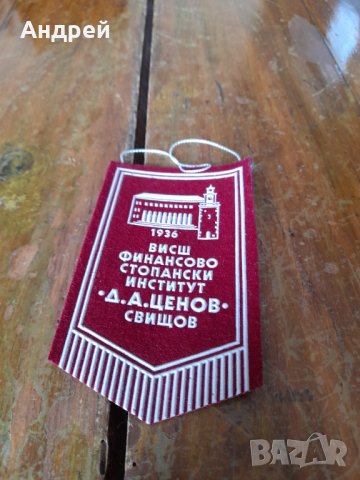 Андрей
1936
ВИСШ
ФИНАНСОВО
СТОПАНСКИ
ИНСТИТУТ
·Д.А.ЦЕНОВ·
СВИЩОВ
BAZAR